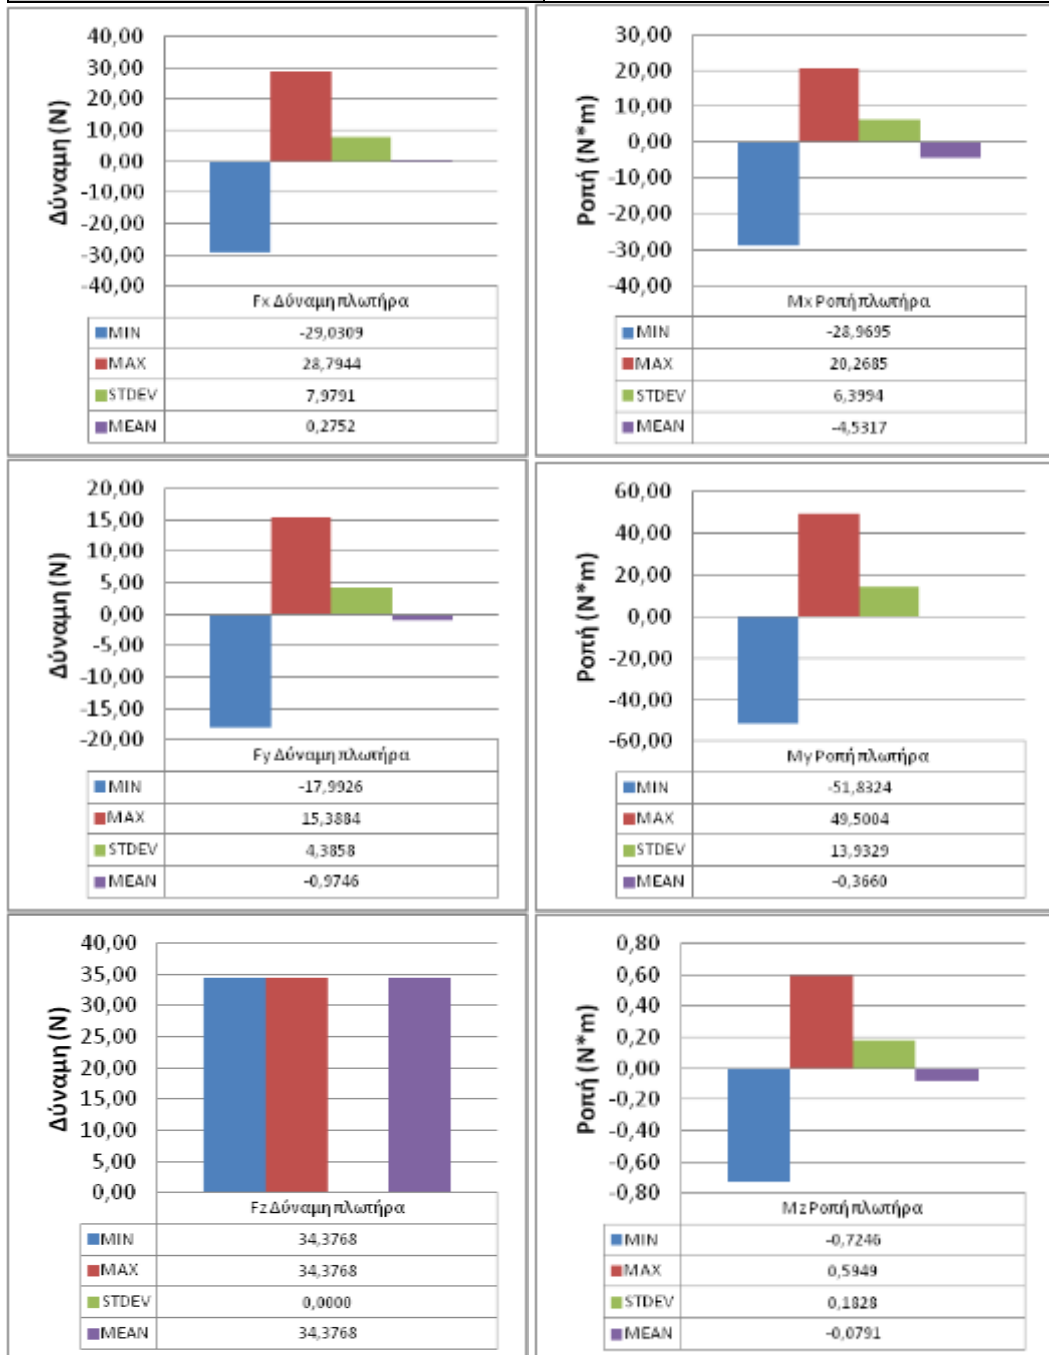 40,00
30,00
20,00
10,00
0,00
-10,00
-20,00
-30,00
-40,00
Δύναμη (N)
Fx Δύναμη πλωτήρα
MIN -29,0309
MAX 28,7944
STDEV 7,9791
MEAN 0,2752
30,00
20,00
10,00
0,00
-10,00
-20,00
-30,00
-40,00
Ροπή (N*m)
Mx Ροπή πλωτήρα
MIN -28,9695
MAX 20,2685
STDEV 6,3994
MEAN -4,5317
20,00
15,00
10,00
5,00
0,00
-5,00
-10,00
-15,00
-20,00
Δύναμη (N)
Fy Δύναμη πλωτήρα
MIN -17,9926
MAX 15,3884
STDEV 4,3858
MEAN -0,9746
60,00
40,00
20,00
0,00
-20,00
-40,00
-60,00
Ροπή (N*m)
My Ροπή πλωτήρα
MIN -51,8324
MAX 49,5004
STDEV 13,9329
MEAN -0,3660
40,00
35,00
30,00
25,00
20,00
15,00
10,00
5,00
0,00
Δύναμη (N)
Fz Δύναμη πλωτήρα
MIN 34,3768
MAX 34,3768
STDEV 0,0000
MEAN 34,3768
0,80
0,60
0,40
0,20
0,00
-0,20
-0,40
-0,60
-0,80
Ροπή (N*m)
Mz Ροπή πλωτήρα
MIN -0,7246
MAX 0,5949
STDEV 0,1828
MEAN -0,0791